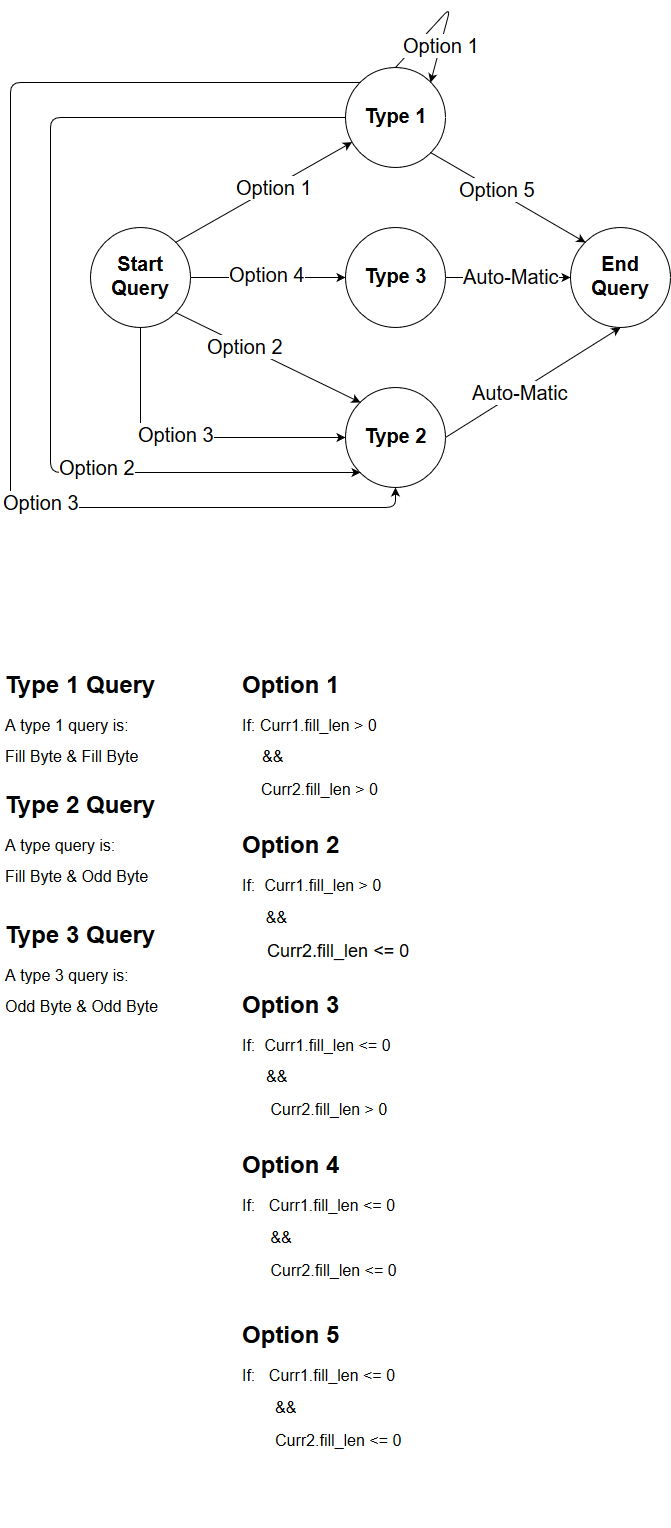 Option 1
Type 1
Option 1
Option 5
Start
Query
Option 4
Type 3
Auto-Matic
End
Query
Option 2
Auto-Matic
Option 3
Type 2
Option 2
Option 3
Type 1 Query
A type 1 query is:
Fill Byte & Fill Byte
Type 2 Query
A type query is:
Fill Byte & Odd Byte
Type 3 Query
A type 3 query is:
Odd Byte & Odd Byte
Option 1
If: Curr1.fill_len > 0
&&
Curr2.fill_len > 0
Option 2
If: Curr1.fill_len > 0
&&
Curr2.fill_len <= 0
Option 3
If: Curr1.fill_len <= 0
&&
Curr2.fill_len > 0
Option 4
If: Curr1.fill_len <= 0
&&
Curr2.fill_len <= 0
Option 5
If: Curr1.fill_len <= 0
&&
Curr2.fill_len <= 0